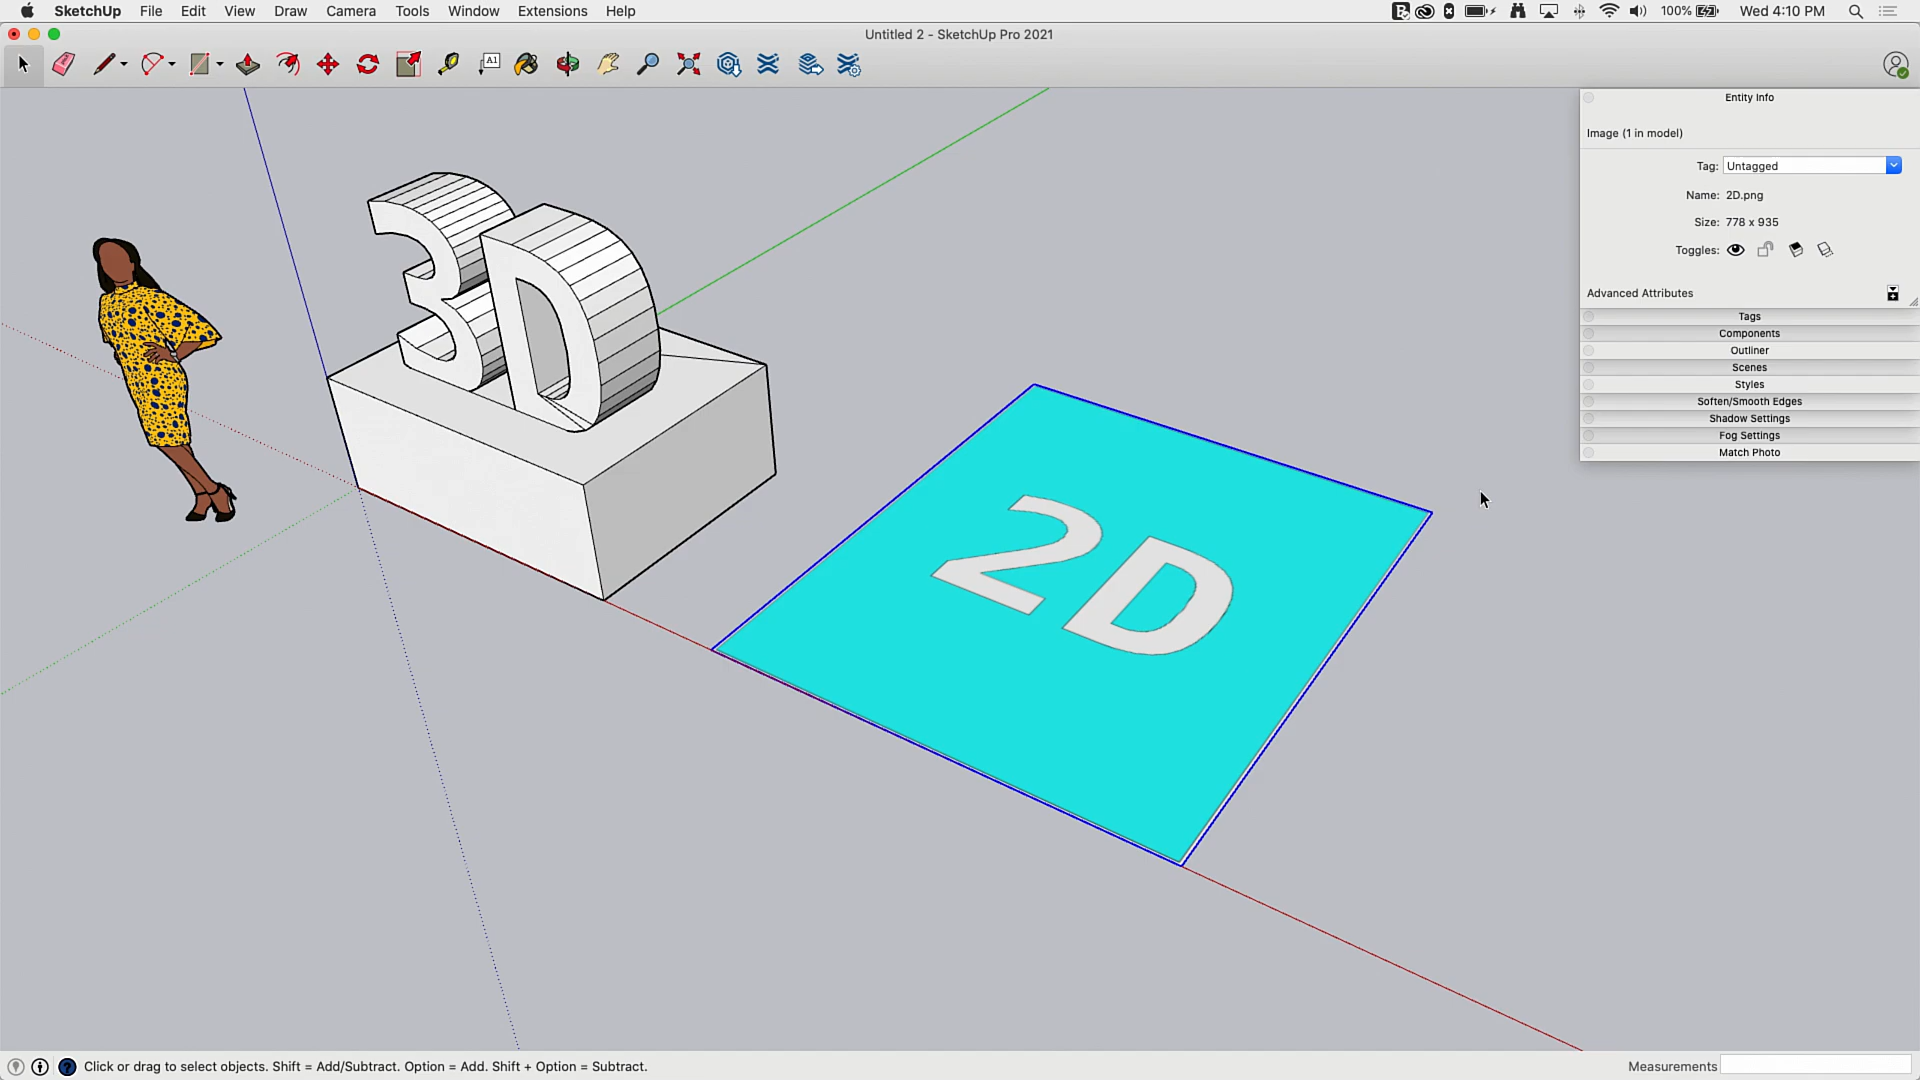 SketchUp File Edit View Draw Camera Tools Window Extensions Help 100% Wed 4:10 PM
Untitled 2 - SketchUp Pro 2021
A1
Entity Info
Image (1 in model)
Tag: Untagged
Name: 2D.png
Size: 778 x 935
Toggles:
Advanced Attributes
Tags
Components
Outliner
Scenes
Styles
Soften/Smooth Edges
Shadow Settings
Fog Settings
Match Photo
3D
2D
Click or drag to select objects. Shift = Add/Subtract. Option = Add. Shift + Option = Subtract.
Measurements